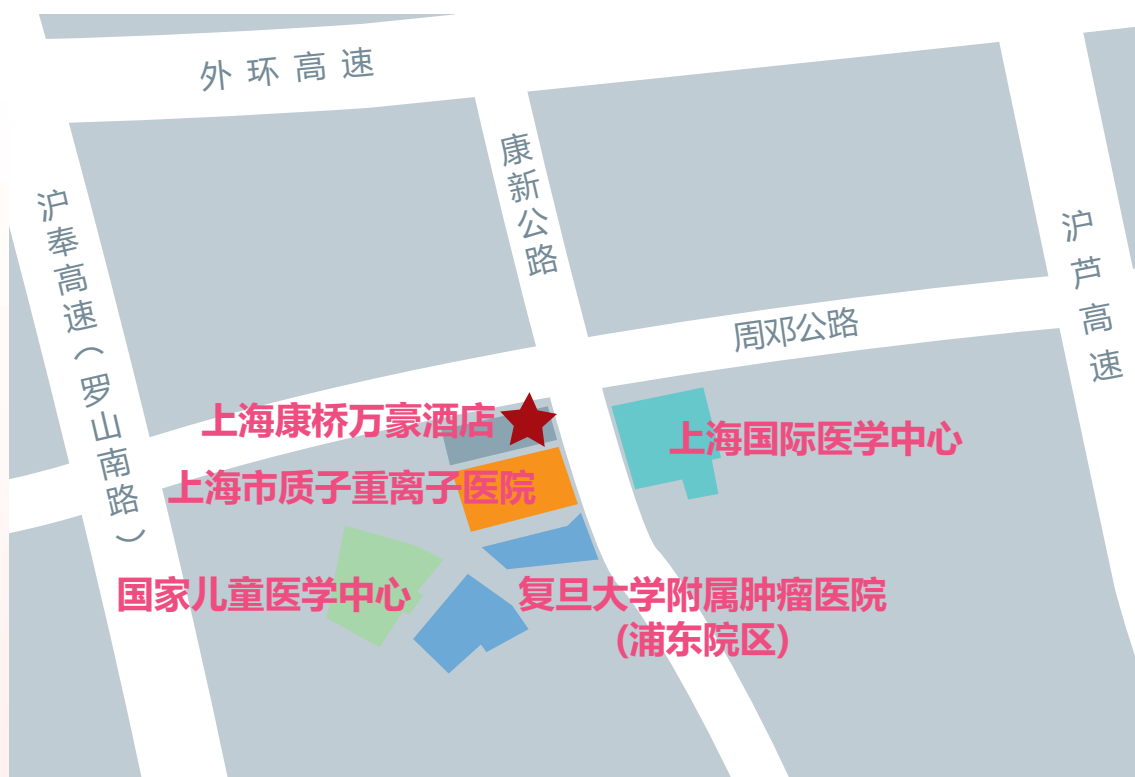 外环高速
康新公路
沪奉高速（罗山南路）
沪芦高速
周邓公路
上海康桥万豪酒店
上海国际医学中心
上海市质子重离子医院
国家儿童医学中心
复旦大学附属肿瘤医院
(浦东院区)